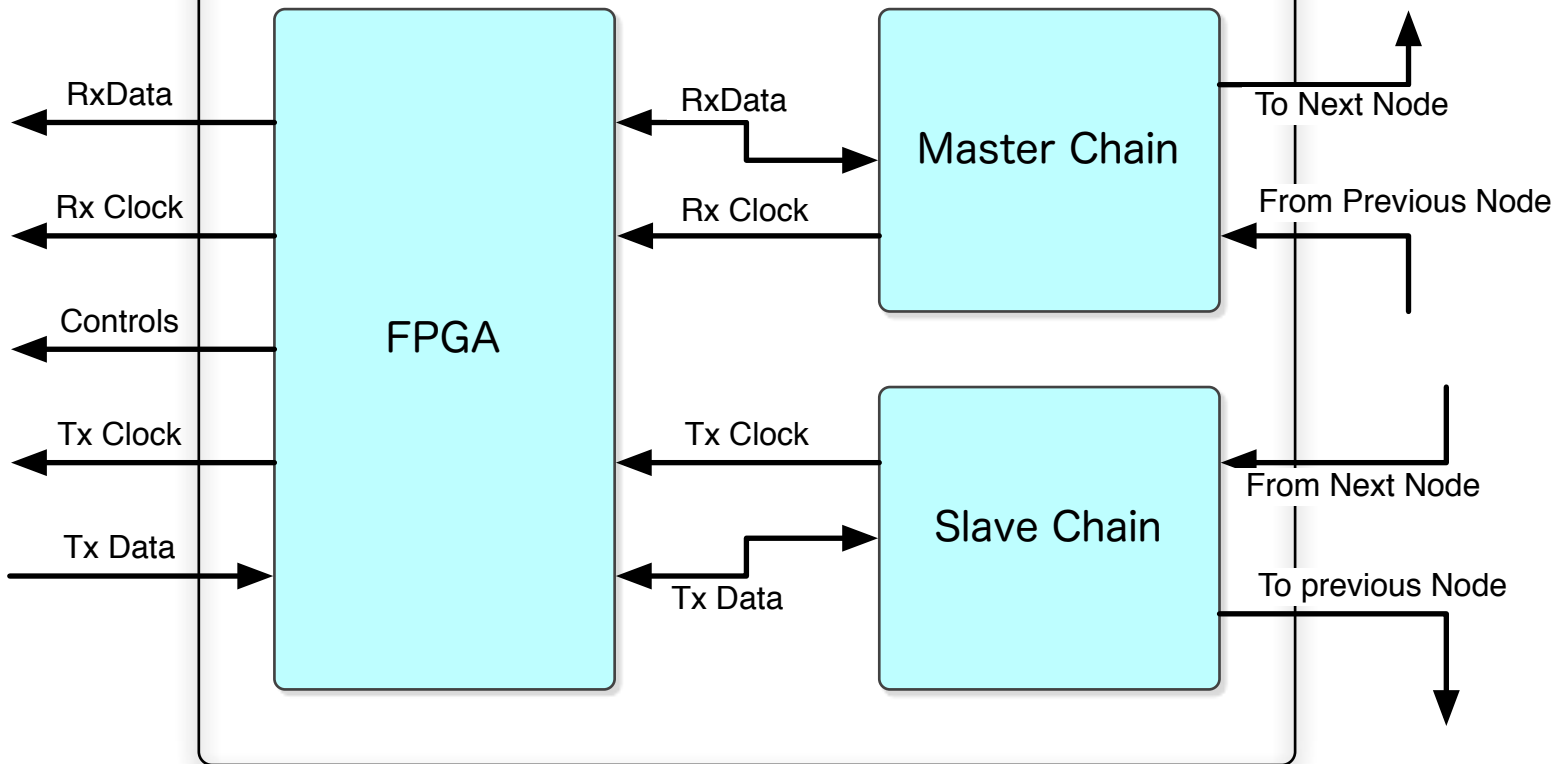 RxData
RxData
To Next Node
Master Chain
Rx Clock
Rx Clock
From Previous Node
Controls
FPGA
Tx Clock
Tx Clock
From Next Node
Slave Chain
Tx Data
Tx Data
To previous Node